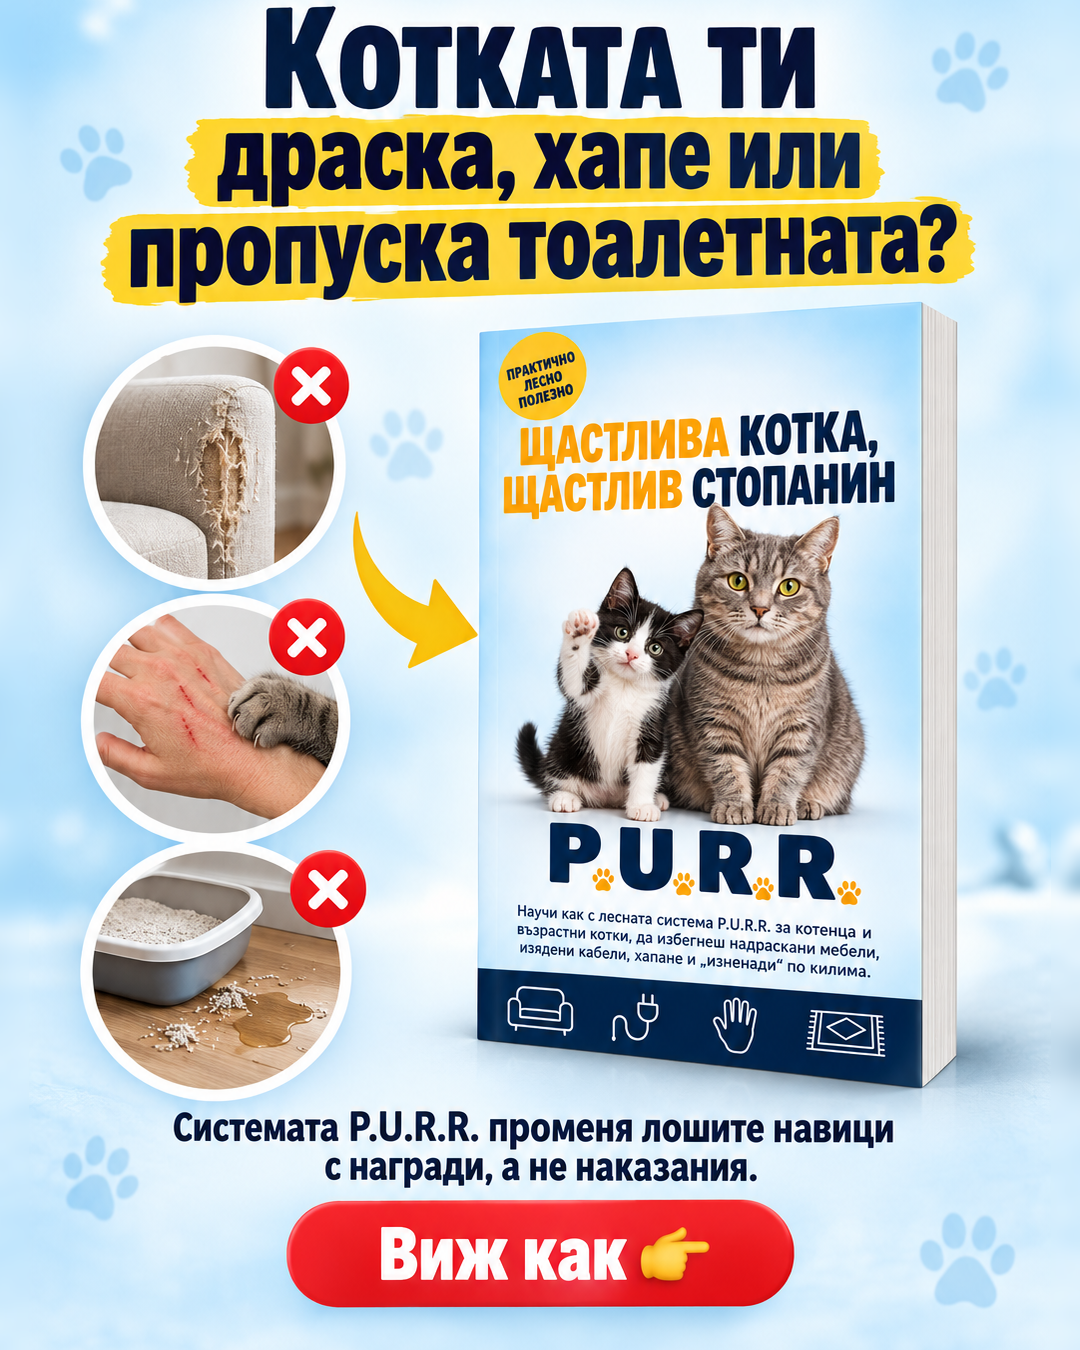 Котката ти
драска, хапе или
пропуска тоалетната?
ПРАКТИЧНО
ЛЕСНО
ПОЛЕЗНО
ЩАСТЛИВА КОТКА,
ЩАСТЛИВ СТОПАНИН
P.U.R.R.
Научи как с лесната система P.U.R.R. за котенца и
възрастни котки, да избегнеш надраскани мебели,
изядени кабели, хапане и „изненади“ по килима.
Системата P.U.R.R. променя лошите навици
с награди, а не наказания.
Виж как 👉